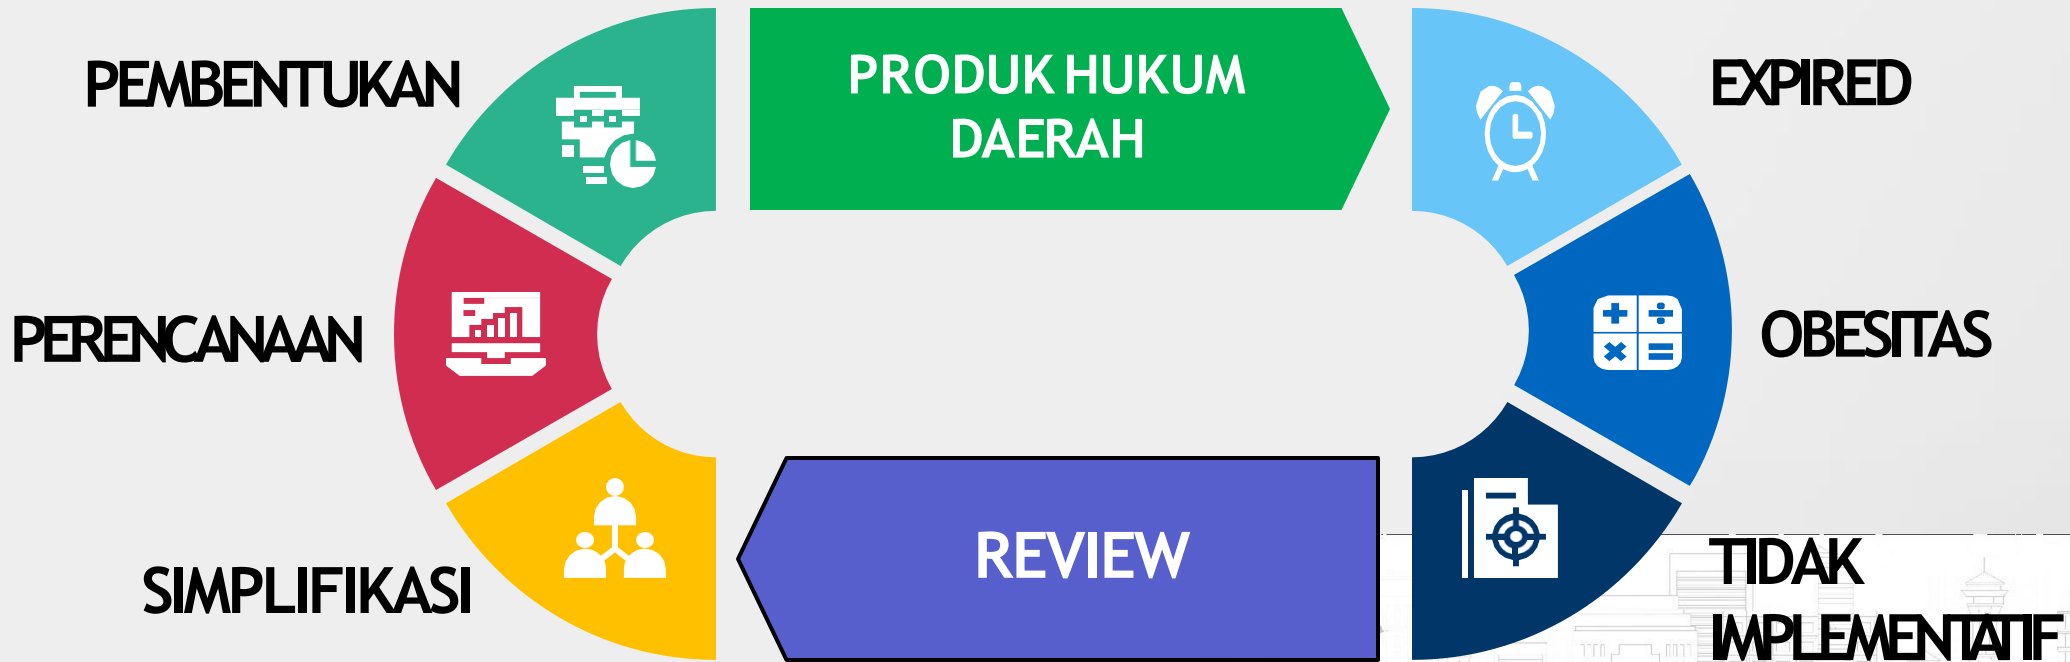 PEMBENTUKAN
PRODUK HUKUM
DAERAH
EXPIRED
PERENCANAAN
OBESITAS
SIMPLIFIKASI
REVIEW
TIDAK
IMPLEMENTATIF